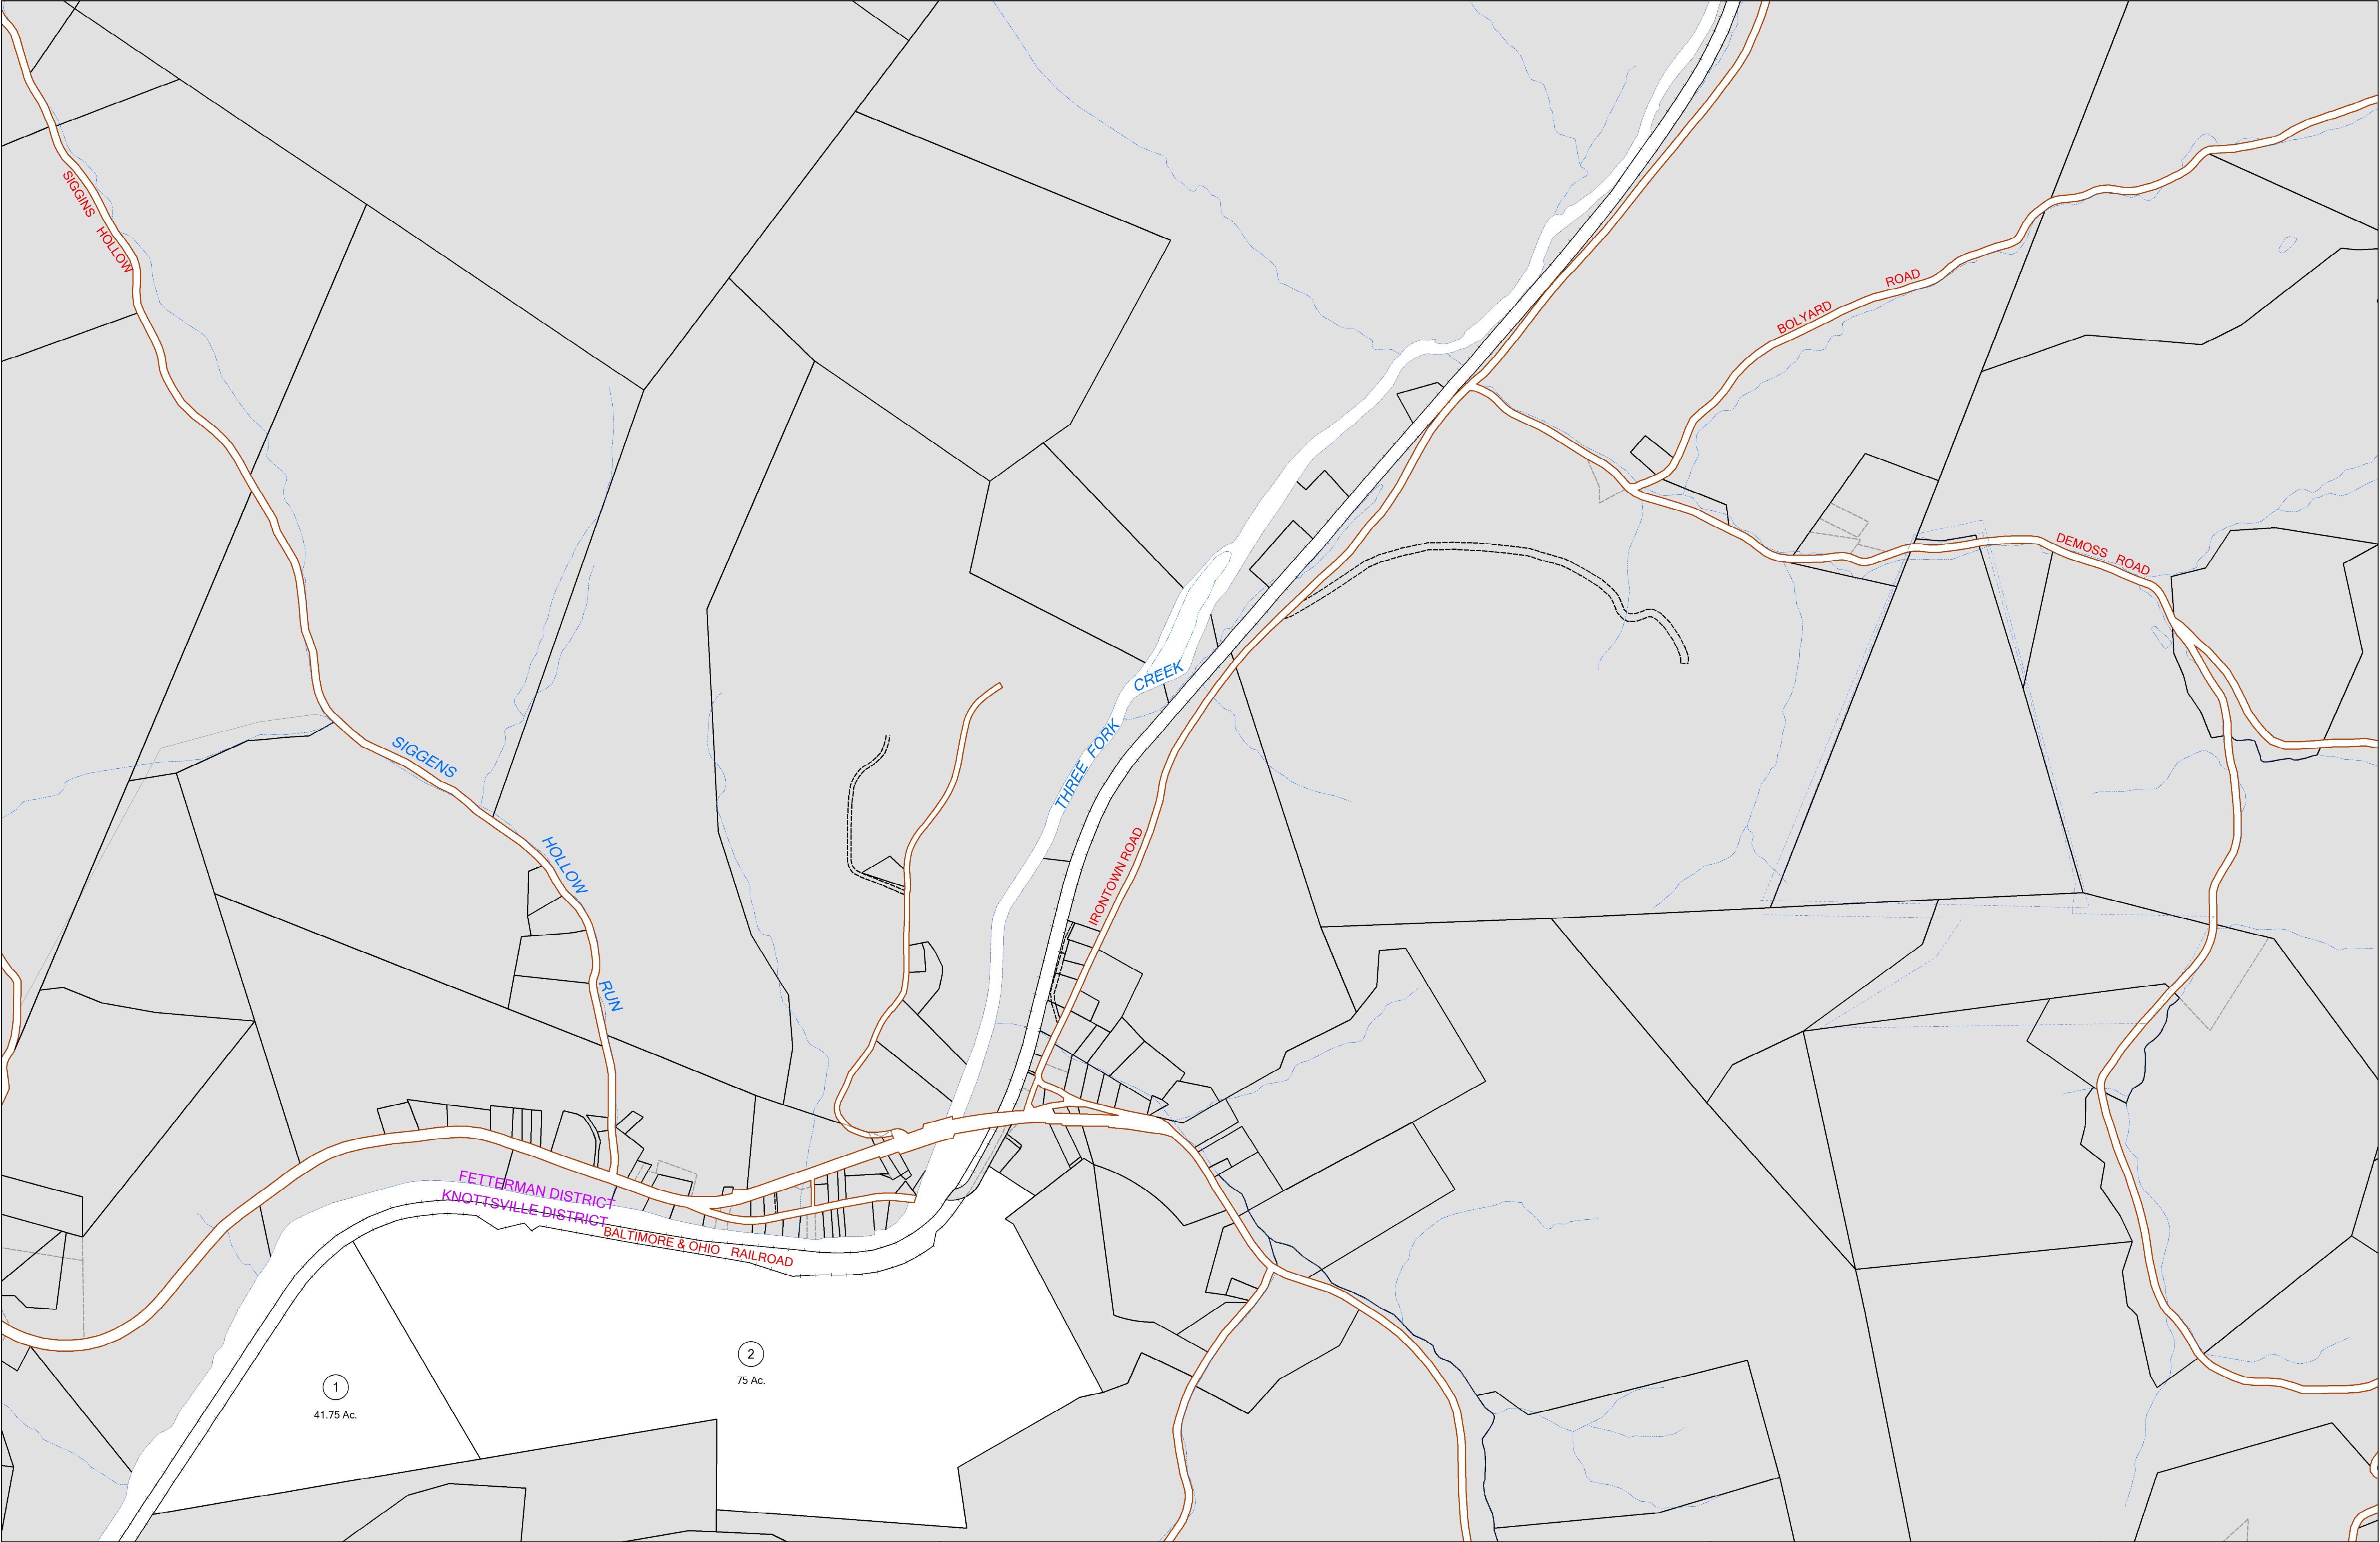 SIGGINS HOLLOW
BOLYARD ROAD
DEMOSS ROAD
CREEK
THREE FORK
SIGGENS
HOLLOW
RUN
IRONTOWN ROAD
FETTERMAN DISTRICT
KNOTTSVILLE DISTRICT
BALTIMORE & OHIO RAILROAD
2
75 Ac.
1
41.75 Ac.